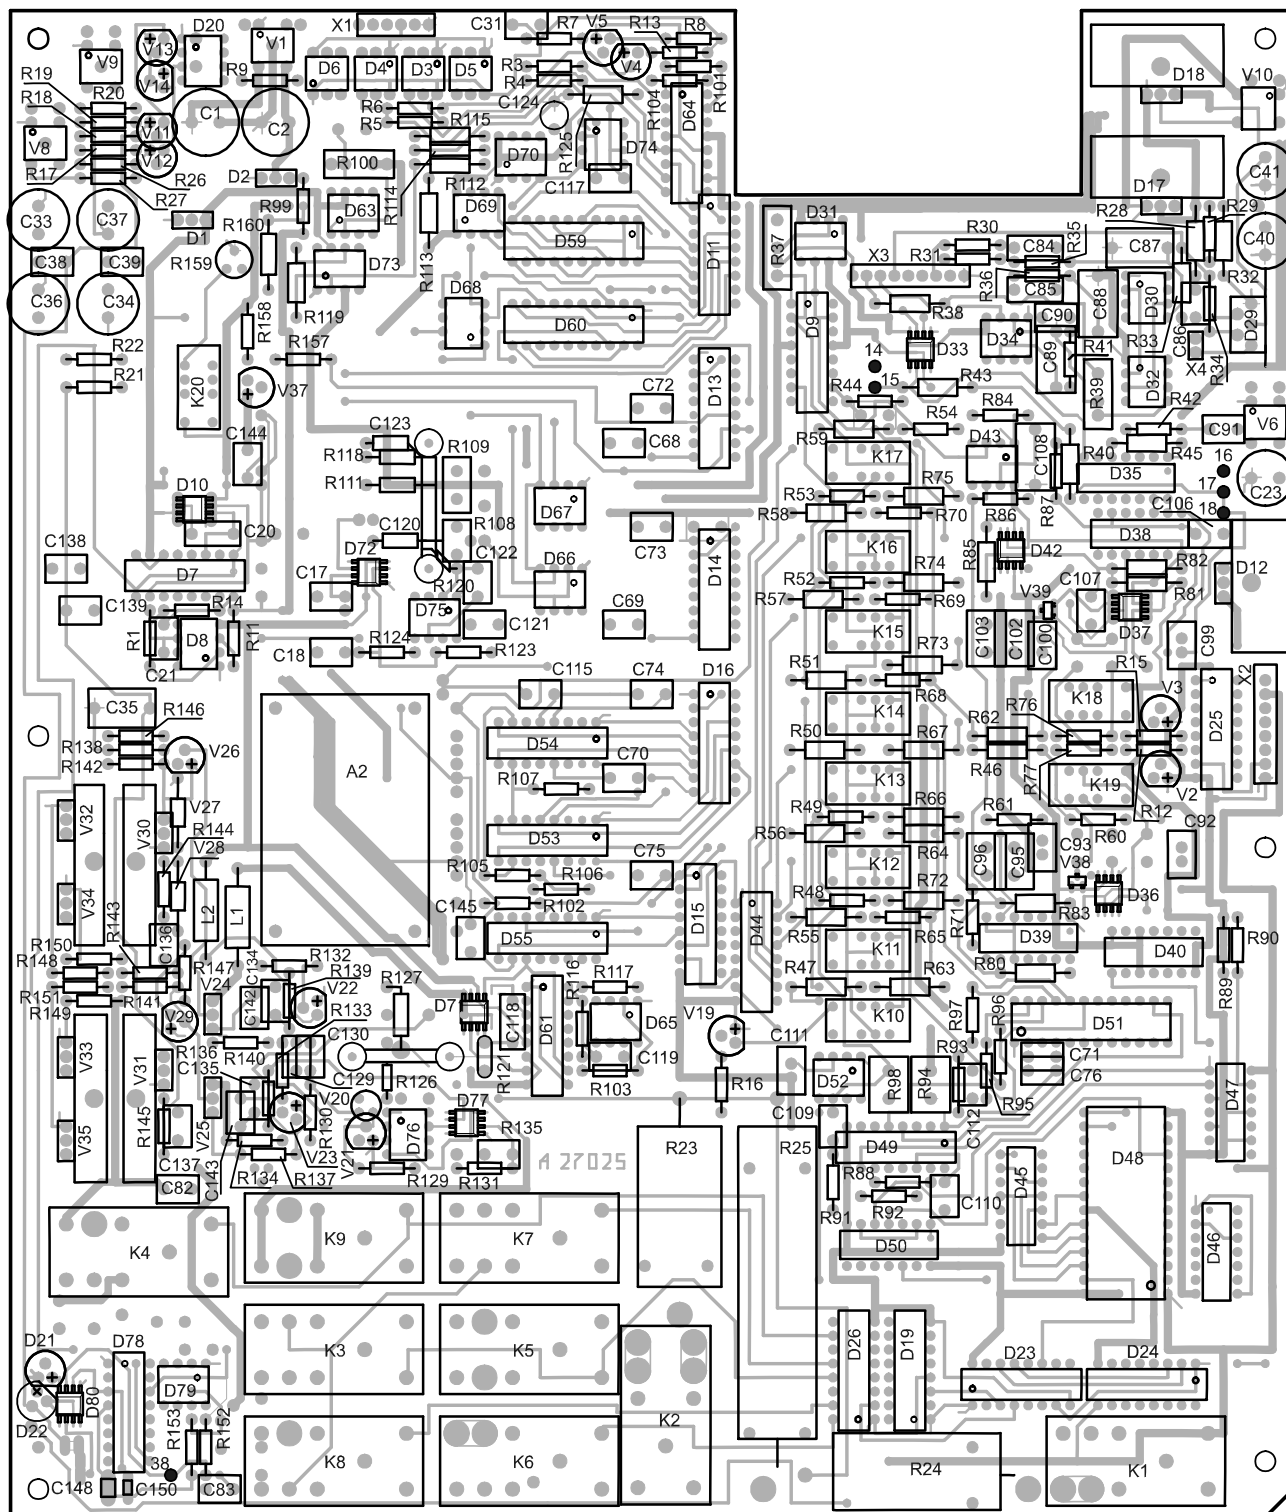 X1 C31 R7 V5 R13 R8
V13 D20 V1
V9 R9 D6 D4 D3 D5 R3 R4 V4 R101 D18 V10
R19 V14 C124
R18 R20 C1 C2 R6 R5 R115 R104 D64
V11 R125 D74
V8 V12 R100 D70 C41
R17 R26 D2 R114 R112 C117 D17
R27 R99 D63 D69 R28 R29
C33 C37 D1 R160 D59 D11 R37 D31 R30 C84 R35 C87 C40
C38 C39 R159 D73 R113 X3 R31 R36 C85 R32
C36 C34 R158 R119 D68 D60 D9 R38 C90 C88 D30 C86 D29
R22 R157 D33 D34 C89 R41 R33 R34
R21 K20 V37 C72 D13 14 15 R44 R43 R39 D32 X4
C123 R59 R54 R84 R42 C91 V6
C144 R118 R109 C68 K17 D43 C108 R40 R45 16
D10 R111 D67 R53 R75 R87 D35 17 C23
C20 R108 C73 R58 R70 R86 C106 18
C138 C120 C122 D14 K16 R85 D42 D38
D7 D72 R120 D66 R52 R74 R82 D12
C139 R14 C17 D75 C69 R57 R69 V39 C107 R81
R1 D8 R11 C121 K15 C103 C102 C100 D37 C99
C21 C18 R124 R123 R73
C115 C74 D16 R51 R68 R15 X2
C35 R146 K14 R62 R76 K18 V3 D25
R138 V26 D54 R50 R67
R142 A2 C70 R46 R77
R107 K13 K19 R12 V2
V32 V30 V27 R49 R66 R61
R144 D53 R56 R64 R60 C92
V28 R105 C75 K12 C96 C95 C93 V38
R106 R48 R72 D36
V34 R143 L2 L1 C145 R102 D15 D44 R55 R65 R71 R83
R150 C136 D55 K11 D39 D40 R90
R148 R147 C134 R132 R127 R116 R117 R47 R63 R80
R151 R141 V24 C142 R139 R89
R149 V29 V22 D71 C118 D61 D65 V19 K10 R97 R96 D51
R136 R140 R133 C130 C119 C111 R93 C71
V33 V31 C135 C129 R126 R121 R103 R16 D52 R98 R94 C76 D47
R145 V20 D77 C109 R95
V35 V25 R130 D76 R135 R23 R25 D49 C112 D48
C137 C143 V23 V21 A 27025 R88 D45
C82 R134 R137 R129 R131 R91 R92 C110
K4 K9 K7 D50 D46
D21 D78 K3 K5 D26 D19 D23 D24
D79
D80 R153 R152 K2
D22 38 K8 K6 R24 K1
C148 C150 C83